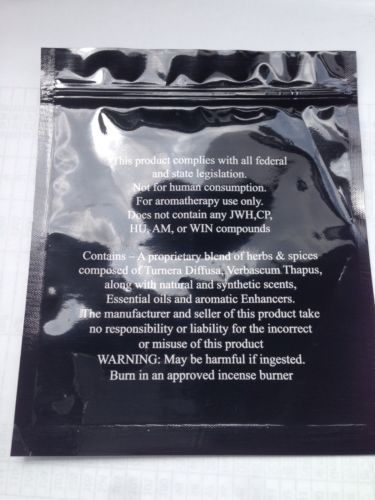 This product complies with all federal
and state legislation.
Not for human consumption.
For aromatherapy use only.
Does not contain any JWH,CP,
HU, AM, or WIN compounds
Contains – A proprietary blend of herbs & spices
composed of Turnera Diffusa, Verbascum Thapus,
along with natural and synthetic scents,
Essential oils and aromatic Enhancers.
The manufacturer and seller of this product take
no responsibility or liability for the incorrect
or misuse of this product
WARNING: May be harmful if ingested.
Burn in an approved incense burner